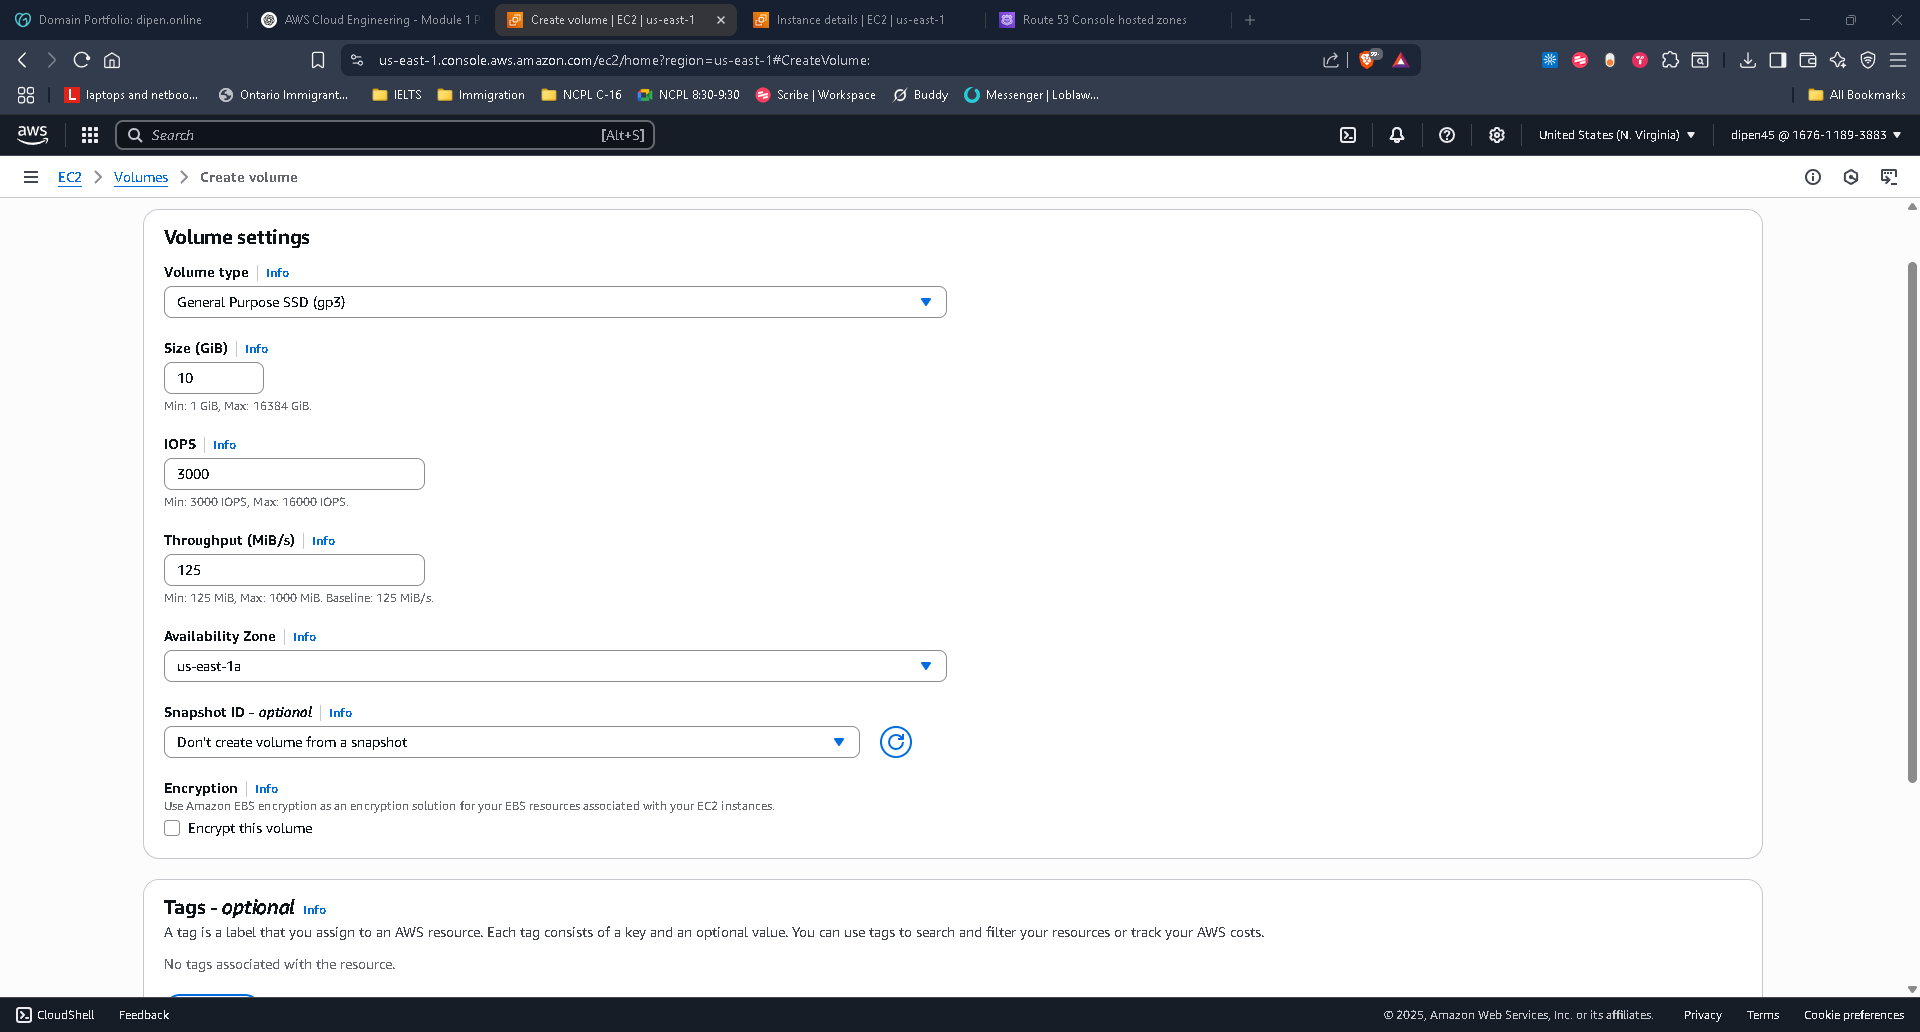 Domain Portfolio: dipen.online
AWS Cloud Engineering - Module 1 P
Create volume | EC2 | us-east-1
Instance details | EC2 | us-east-1
Route 53 Console hosted zones
us-east-1.console.aws.amazon.com/ec2/home?region=us-east-1#CreateVolume:
99+
L laptops and netboo...
Ontario Immigrant...
IELTS
Immigration
NCPL C-16
NCPL 8:30-9:30
Scribe | Workspace
Buddy
Messenger | Loblaw...
All Bookmarks
aws
Search [Alt+S]
United States (N. Virginia)
dipen45 @ 1676-1189-3883
EC2 > Volumes > Create volume
Volume settings
Volume type Info
General Purpose SSD (gp3)
Size (GiB) Info
10
Min: 1 GiB, Max: 16384 GiB.
IOPS Info
3000
Min: 3000 IOPS, Max: 16000 IOPS.
Throughput (MiB/s) Info
125
Min: 125 MiB, Max: 1000 MiB. Baseline: 125 MiB/s.
Availability Zone Info
us-east-1a
Snapshot ID - optional Info
Don't create volume from a snapshot
Encryption Info
Use Amazon EBS encryption as an encryption solution for your EBS resources associated with your EC2 instances.
Encrypt this volume
Tags - optional Info
A tag is a label that you assign to an AWS resource. Each tag consists of a key and an optional value. You can use tags to search and filter your resources or track your AWS costs.
No tags associated with the resource.
CloudShell Feedback © 2025, Amazon Web Services, Inc. or its affiliates. Privacy Terms Cookie preferences